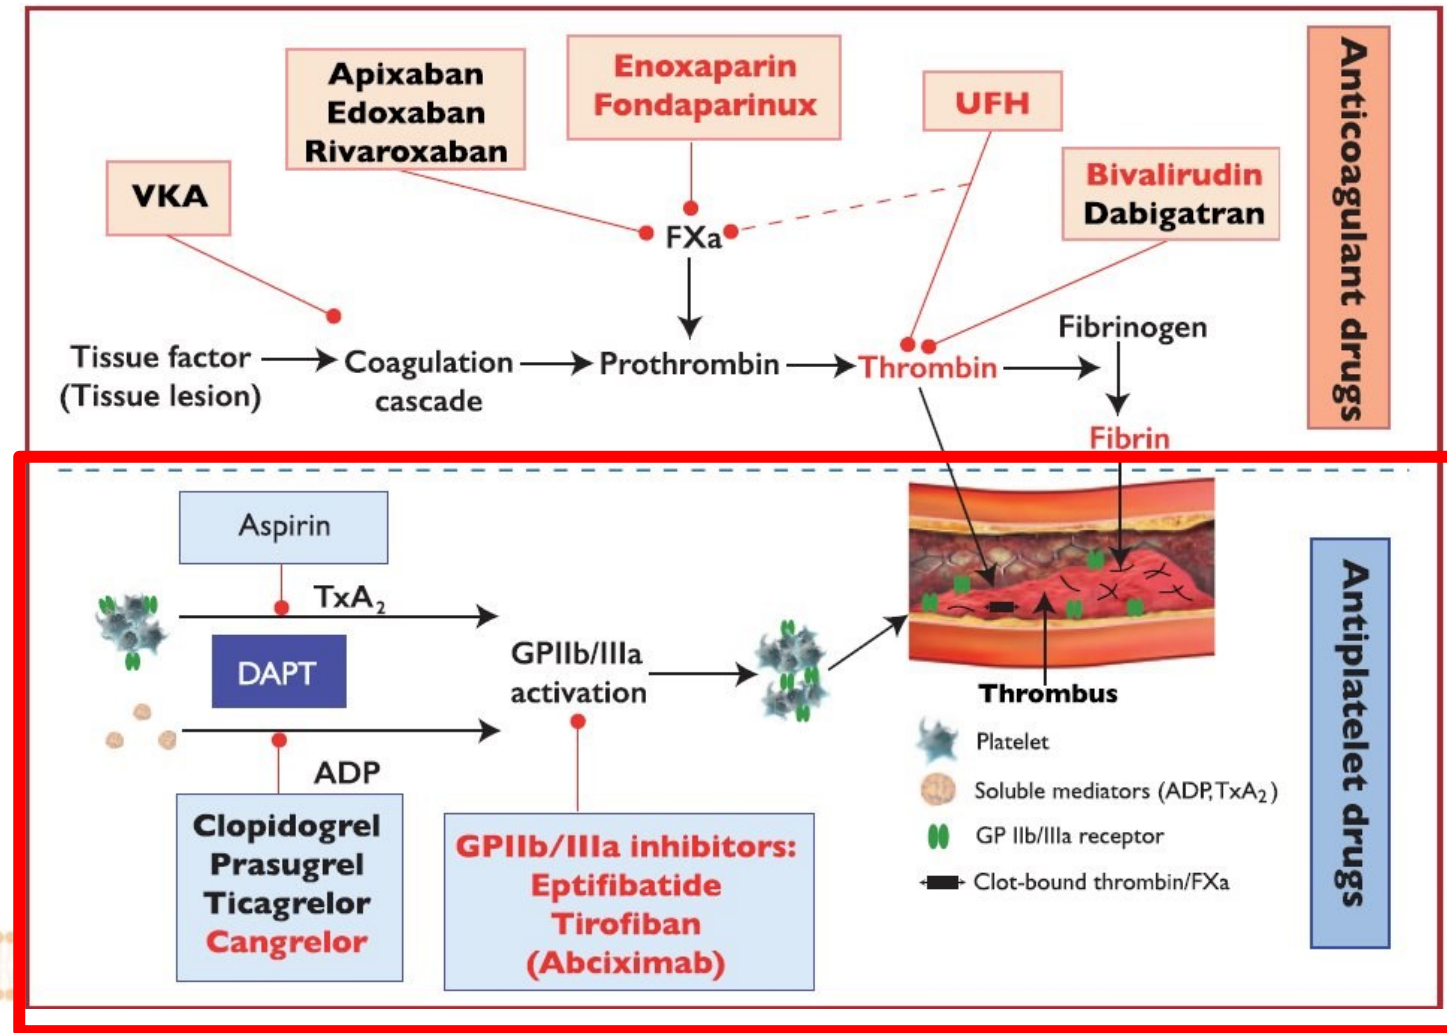 Apixaban
Edoxaban
Rivaroxaban
Enoxaparin
Fondaparinux
UFH
VKA
Bivalirudin
Dabigatran
FXa
Tissue factor
(Tissue lesion)
Coagulation
cascade
Prothrombin
Thrombin
Fibrinogen
Fibrin
Anticoagulant drugs
Aspirin
TxA₂
DAPT
ADP
GPIIb/IIIa
activation
Clopidogrel
Prasugrel
Ticagrelor
Cangrelor
GPIIb/IIIa inhibitors:
Eptifibatide
Tirofiban
(Abciximab)
Thrombus
Platelet
Soluble mediators (ADP,TxA₂)
GP IIb/IIIa receptor
Clot-bound thrombin/FXa
Antiplatelet drugs